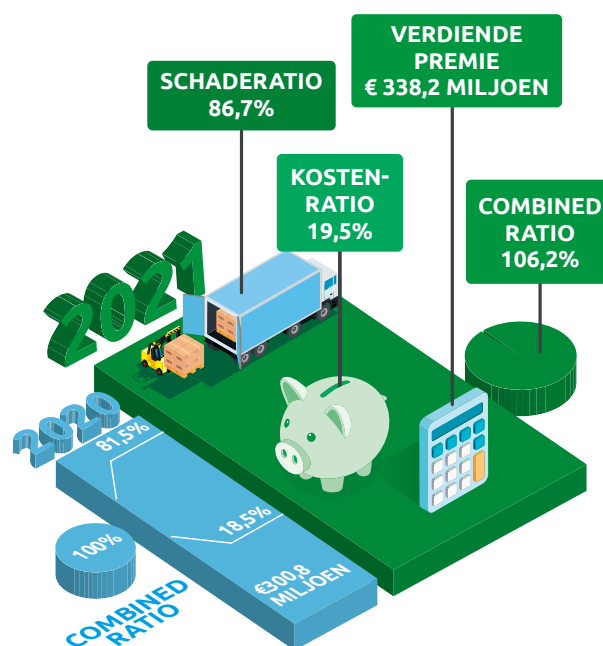 VERDIENDE
PREMIE
€ 338,2 MILJOEN
SCHADERATIO
86,7%
KOSTEN-
RATIO
19,5%
COMBINED
RATIO
106,2%
2021
2020
81,5%
18,5%
€300,8
MILJOEN
100%
COMBINED
RATIO